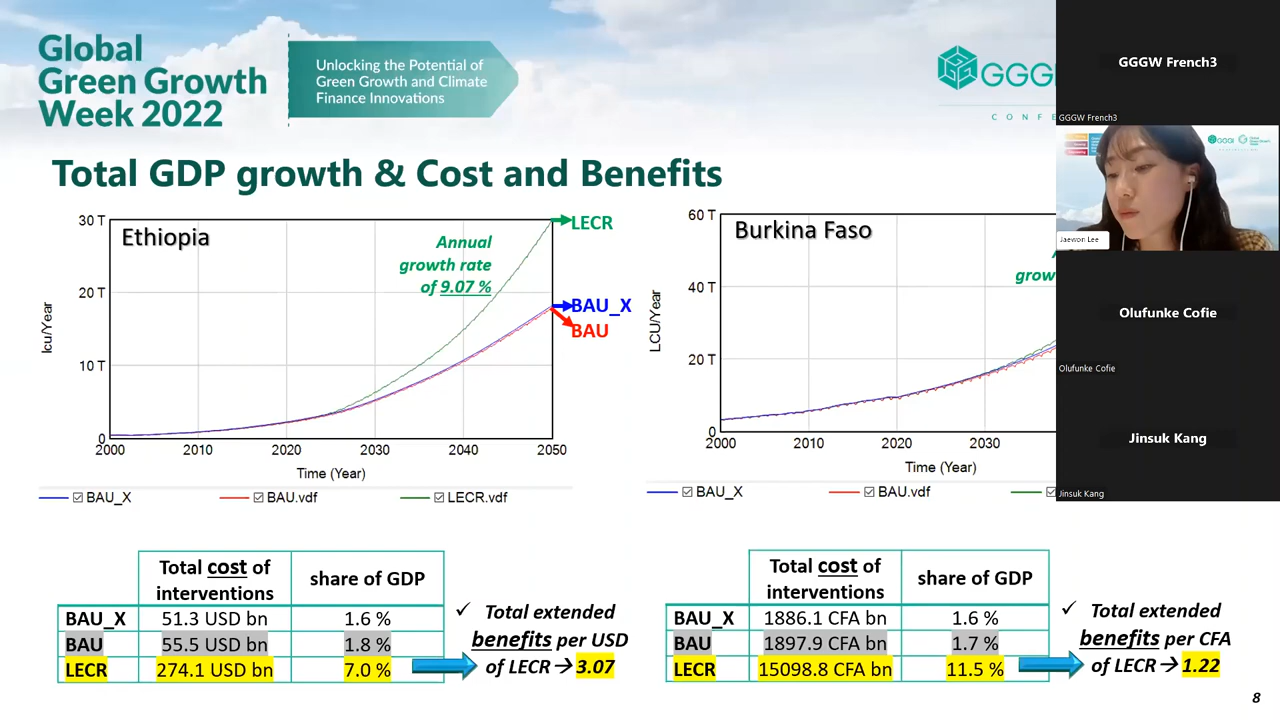 Global
Green Growth
Week 2022
Unlocking the Potential of
Green Growth and Climate
Finance Innovations
CONFE
GGGW French3
GGGW French3
Jaewon Lee
Olufunke Cofie
Olufunke Cofie
Jinsuk Kang
Jinsuk Kang
Total GDP growth & Cost and Benefits
Ethiopia
30 T
20 T
10 T
0
Icu/Year
2000 2010 2020 2030 2040 2050
Time (Year)
Annual
growth rate
of 9.07 %
LECR
BAU_X
BAU
BAU_X BAU.vdf LECR.vdf
Burkina Faso
60 T
40 T
20 T
0
LCU/Year
2000 2010 2020 2030
Time (Year)
grow
BAU_X BAU.vdf
Total cost of
interventions
share of GDP
BAU_X 51.3 USD bn 1.6 %
BAU 55.5 USD bn 1.8 %
LECR 274.1 USD bn 7.0 %
✓ Total extended
benefits per USD
of LECR → 3.07
Total cost of
interventions
share of GDP
BAU_X 1886.1 CFA bn 1.6 %
BAU 1897.9 CFA bn 1.7 %
LECR 15098.8 CFA bn 11.5 %
✓ Total extended
benefits per CFA
of LECR → 1.22
8